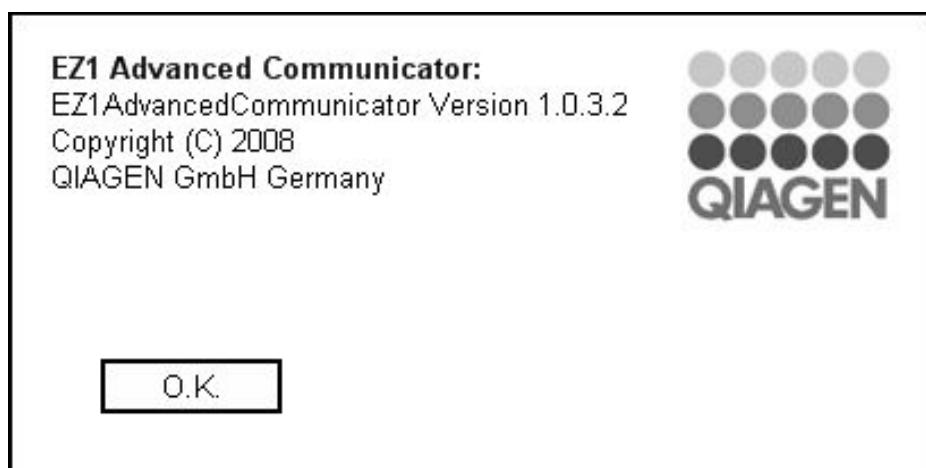 EZ1 Advanced Communicator:
EZ1AdvancedCommunicator Version 1.0.3.2
Copyright (C) 2008
QIAGEN GmbH Germany
QIAGEN
O.K.